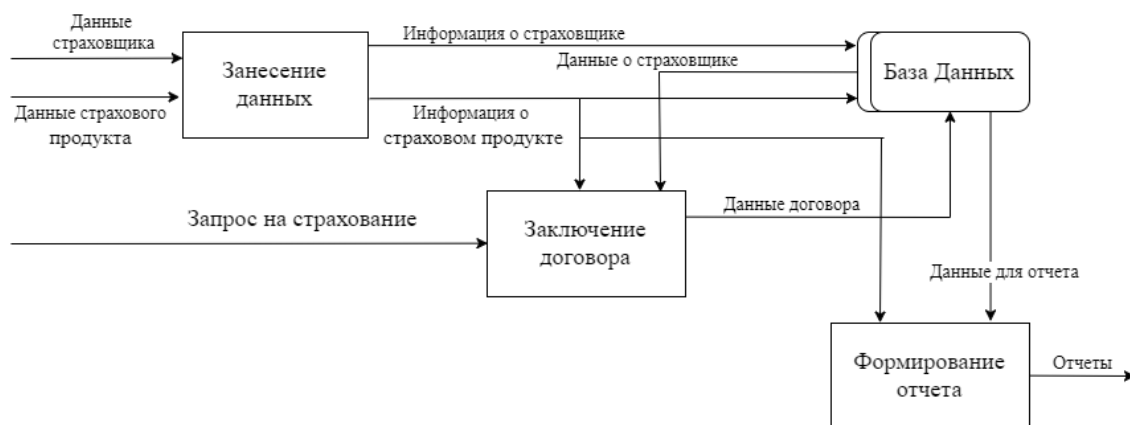 Данные
страховщика
Информация о страховщике
Данные о страховщике
Занесение
данных
База Данных
Данные страхового
продукта
Информация о
страховом продукте
Запрос на страхование
Данные договора
Заключение
договора
Данные для отчета
Формирование
отчета
Отчеты